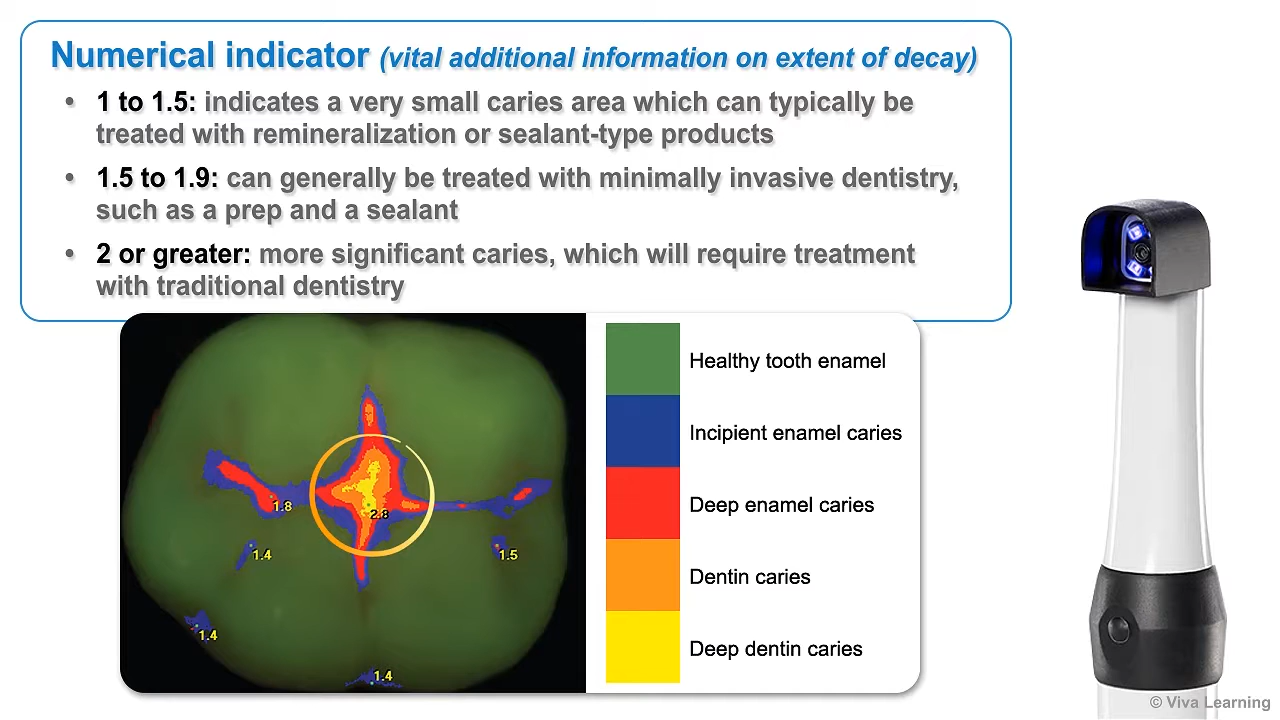 Numerical indicator (vital additional information on extent of decay)
• 1 to 1.5: indicates a very small caries area which can typically be
treated with remineralization or sealant-type products
• 1.5 to 1.9: can generally be treated with minimally invasive dentistry,
such as a prep and a sealant
• 2 or greater: more significant caries, which will require treatment
with traditional dentistry
1.8
2.8
1.4
1.5
1.4
1.4
Healthy tooth enamel
Incipient enamel caries
Deep enamel caries
Dentin caries
Deep dentin caries
© Viva Learning